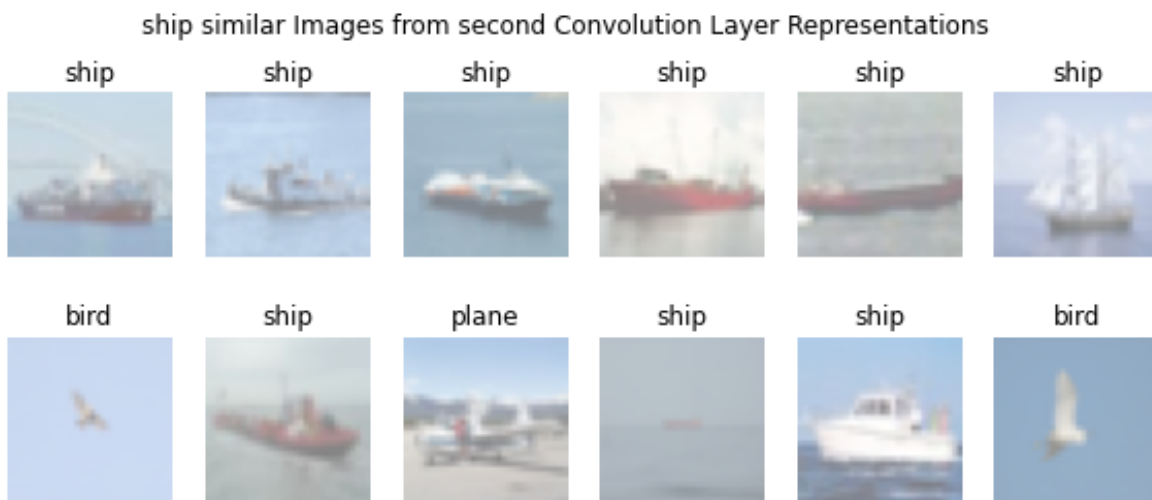 ship similar Images from second Convolution Layer Representations
ship ship ship ship ship ship
bird ship plane ship ship bird